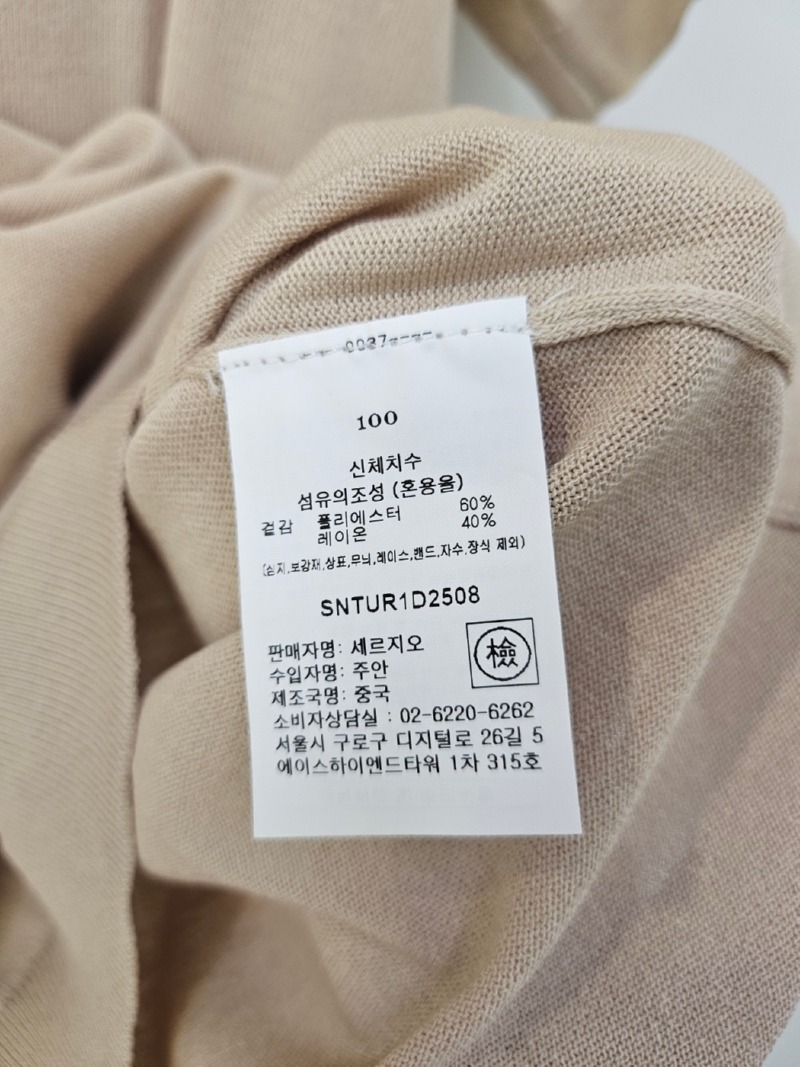 100
신체치수
섬유의조성 (혼용율)
겉감 폴리에스터 60%
레이온 40%
(심지,보강재,상표,무늬,레이스,밴드,자수,장식 제외)
SNTUR1D2508
檢
판매자명: 세르지오
수입자명: 주안
제조국명: 중국
소비자상담실 : 02-6220-6262
서울시 구로구 디지털로 26길 5
에이스하이엔드타워 1차 315호